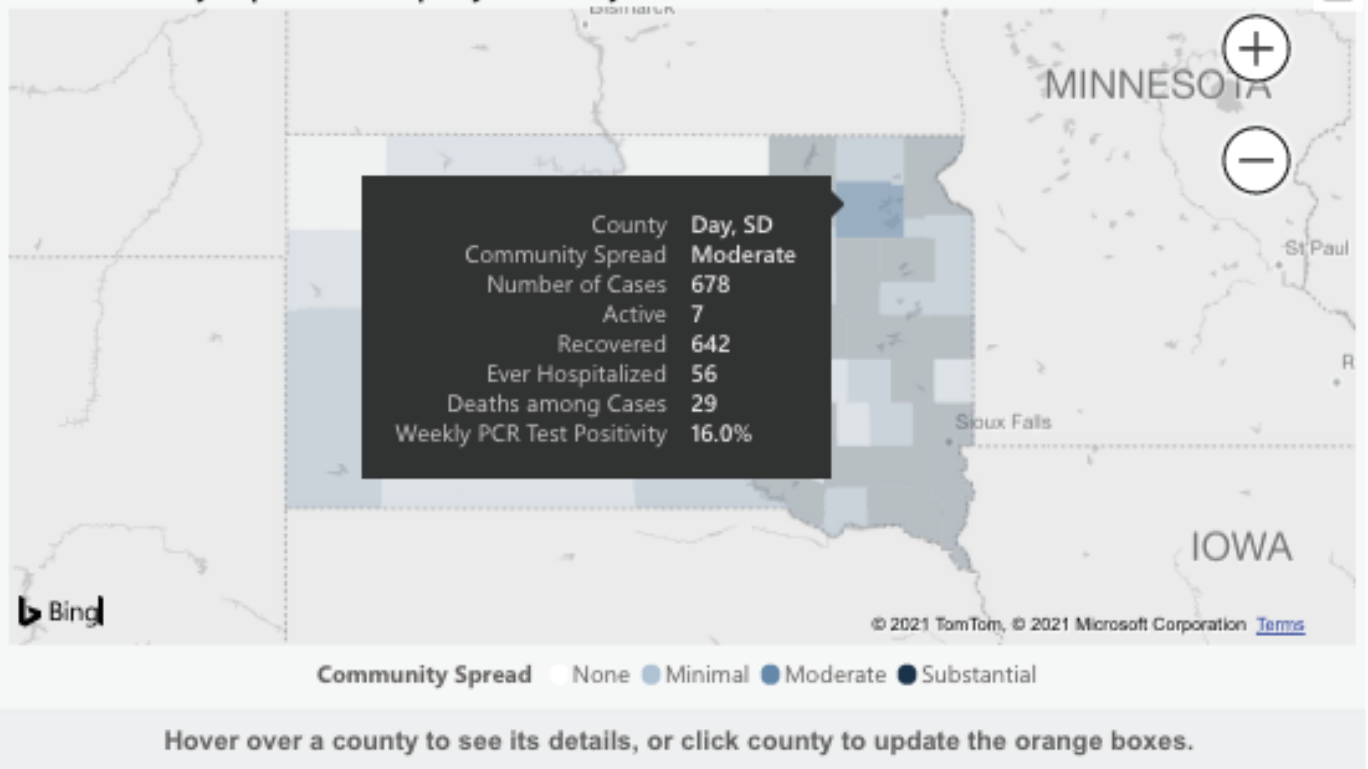 Bismarck
MINNESOTA
St Paul
County Day, SD
Community Spread Moderate
Number of Cases 678
Active 7
Recovered 642
Ever Hospitalized 56
Deaths among Cases 29
Weekly PCR Test Positivity 16.0%
R
Sioux Falls
IOWA
Bing
© 2021 TomTom, © 2021 Microsoft Corporation Terms
Community Spread None Minimal Moderate Substantial
Hover over a county to see its details, or click county to update the orange boxes.